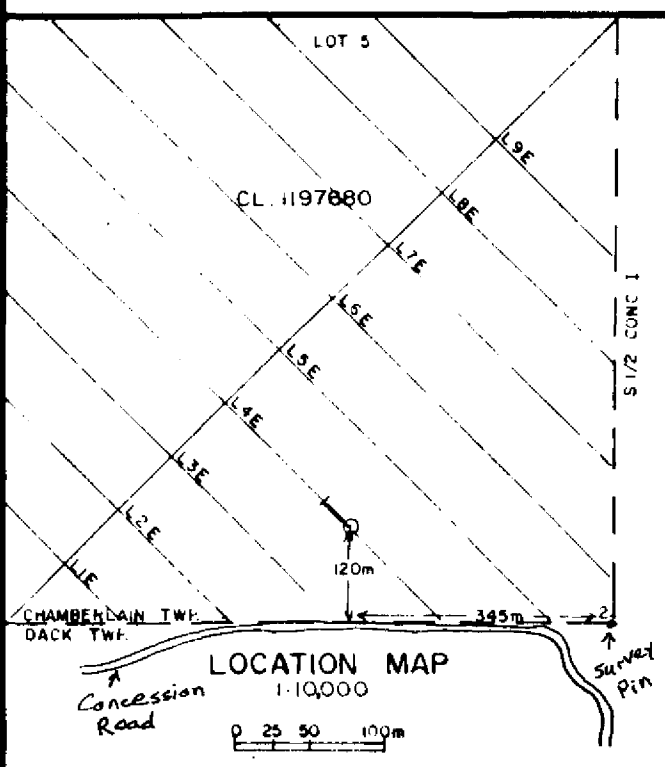 LOT 5
CL. 1197680
L9E
L8E
L7E
L6E
L5E
L4E
L3E
L2E
L1E
S 1/2 CONC I
120m
345m
2
CHAMBERLAIN TWP.
DACK TWP.
LOCATION MAP
1:10,000
Concession
Road
Survey
Pin
0 25 50 100m